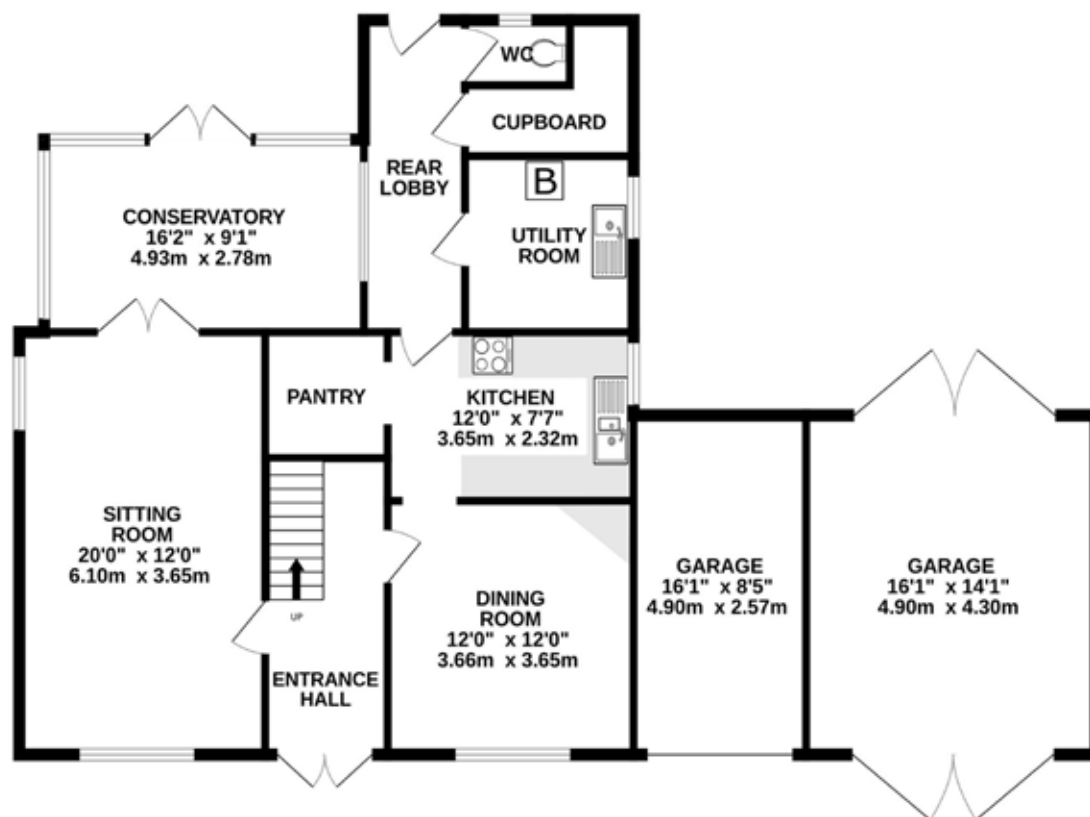 WC
CUPBOARD
REAR
LOBBY
B
CONSERVATORY
16'2" x 9'1"
4.93m x 2.78m
UTILITY
ROOM
PANTRY
KITCHEN
12'0" x 7'7"
3.65m x 2.32m
SITTING
ROOM
20'0" x 12'0"
6.10m x 3.65m
UP
DINING
ROOM
12'0" x 12'0"
3.66m x 3.65m
GARAGE
16'1" x 8'5"
4.90m x 2.57m
GARAGE
16'1" x 14'1"
4.90m x 4.30m
ENTRANCE
HALL